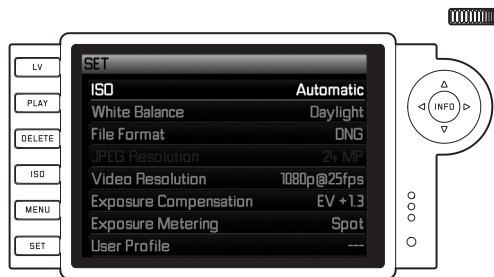 LV
PLAY
DELETE
ISO
MENU
SET
SET
ISO Automatic
White Balance Daylight
File Format DNG
JPEG Resolution 24 MP
Video Resolution 1080p@25fps
Exposure Compensation EV +1.3
Exposure Metering Spot
User Profile ---
INFO